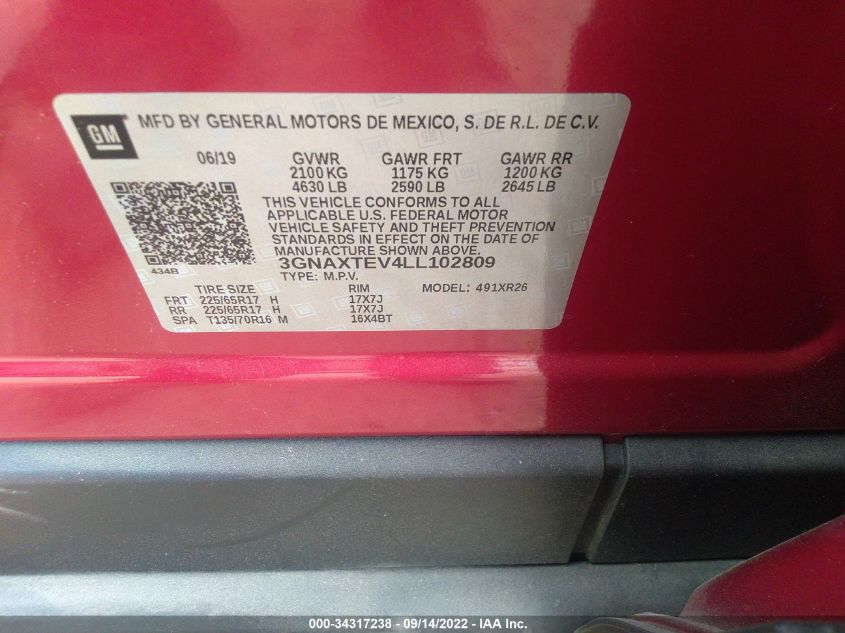 GM MFD BY GENERAL MOTORS DE MEXICO, S. DE R.L. DE C.V.
06/19 GVWR GAWR FRT GAWR RR
2100 KG 1175 KG 1200 KG
4630 LB 2590 LB 2645 LB
THIS VEHICLE CONFORMS TO ALL
APPLICABLE U.S. FEDERAL MOTOR
VEHICLE SAFETY AND THEFT PREVENTION
STANDARDS IN EFFECT ON THE DATE OF
MANUFACTURE SHOWN ABOVE.
434B 3GNAXTEV4LL102809
TYPE: M.P.V.
TIRE SIZE RIM MODEL: 491XR26
FRT 225/65R17 H 17X7J
RR 225/65R17 H 17X7J
SPA T135/70R16 M 16X4BT
000-34317238 - 09/14/2022 - IAA Inc.